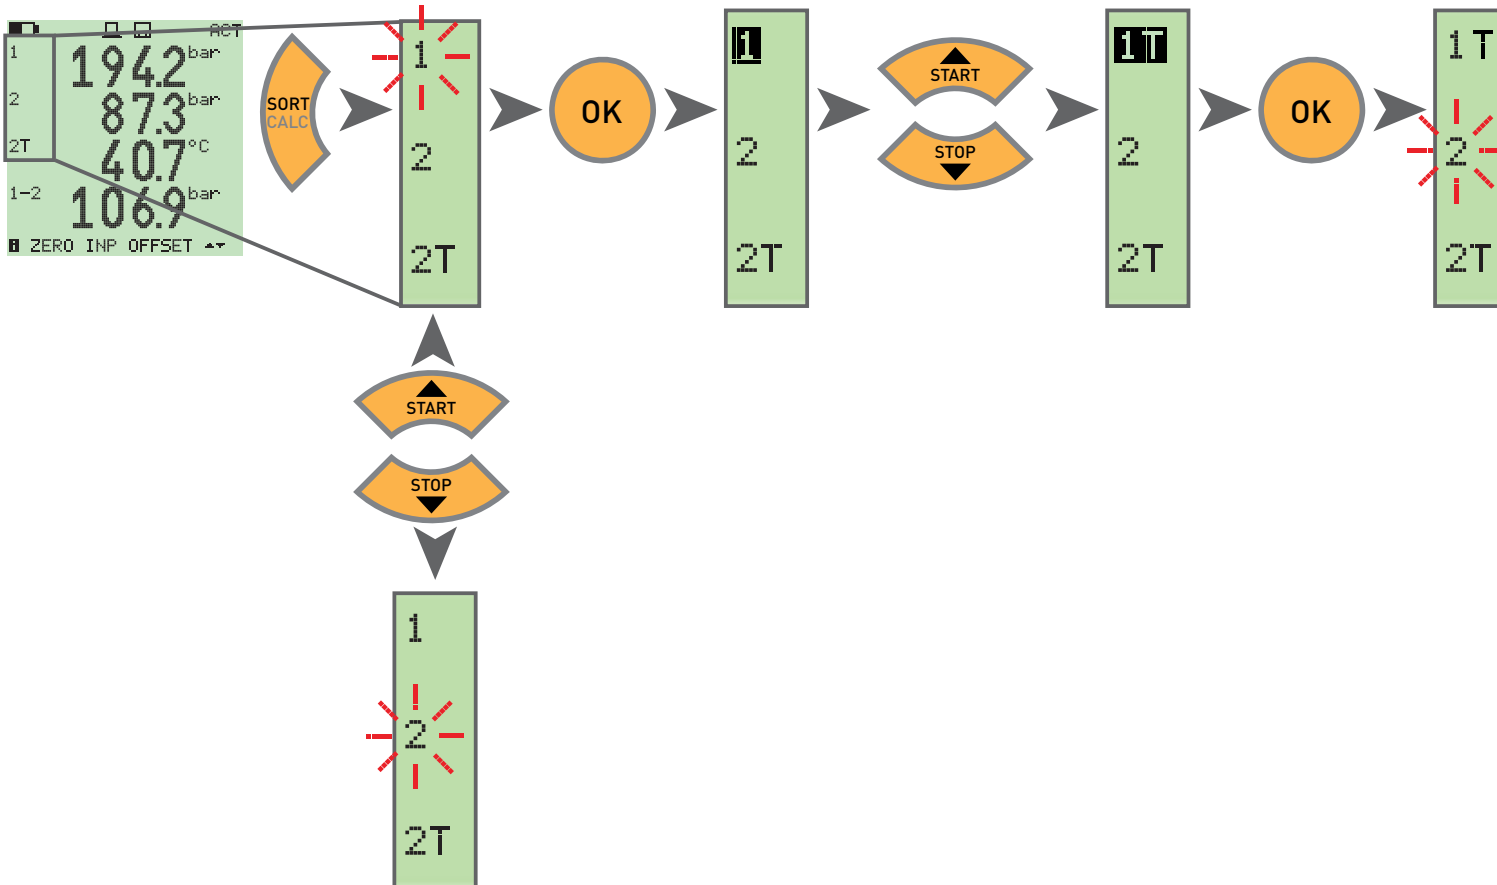 ACT
1 194.2 bar
2 87.3 bar
2T 40.7 °C
1-2 106.9 bar
i ZERO INP OFFSET ▲▼
SORT
CALC
1
2
2T
OK
1
2
2T
START
STOP
1T
2
2T
OK
1T
2
2T
START
STOP
1
2
2T